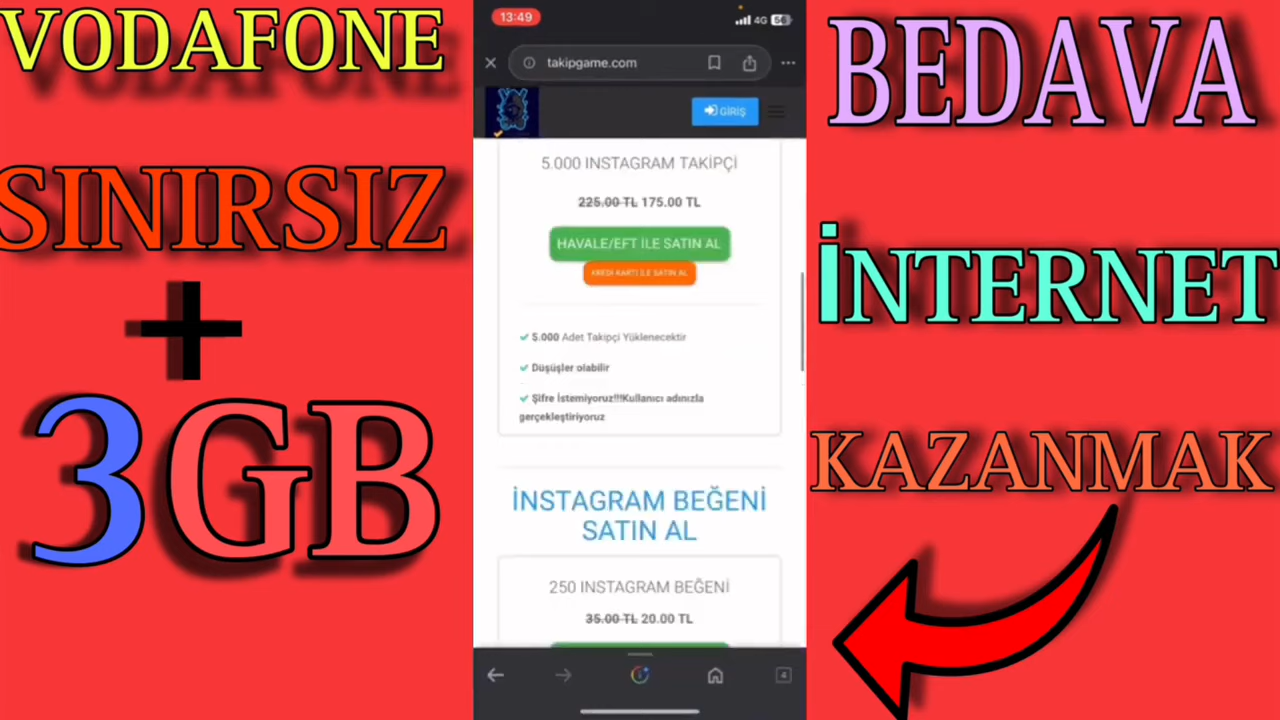 VODAFONE
SINIRSIZ
+
3GB
13:49
4G
takipgame.com
GİRİŞ
5.000 INSTAGRAM TAKİPÇİ
225.00 TL 175.00 TL
HAVALE/EFT İLE SATIN AL
KREDİ KARTI İLE SATIN AL
5.000 Adet Takipçi Yüklenecektir
Düşüşler olabilir
Şifre İstemiyoruz!!!Kullanıcı adınızla
gerçekleştiriyoruz
İNSTAGRAM BEĞENİ
SATIN AL
250 INSTAGRAM BEĞENİ
35.00 TL 20.00 TL
4
BEDAVA
İNTERNET
KAZANMAK